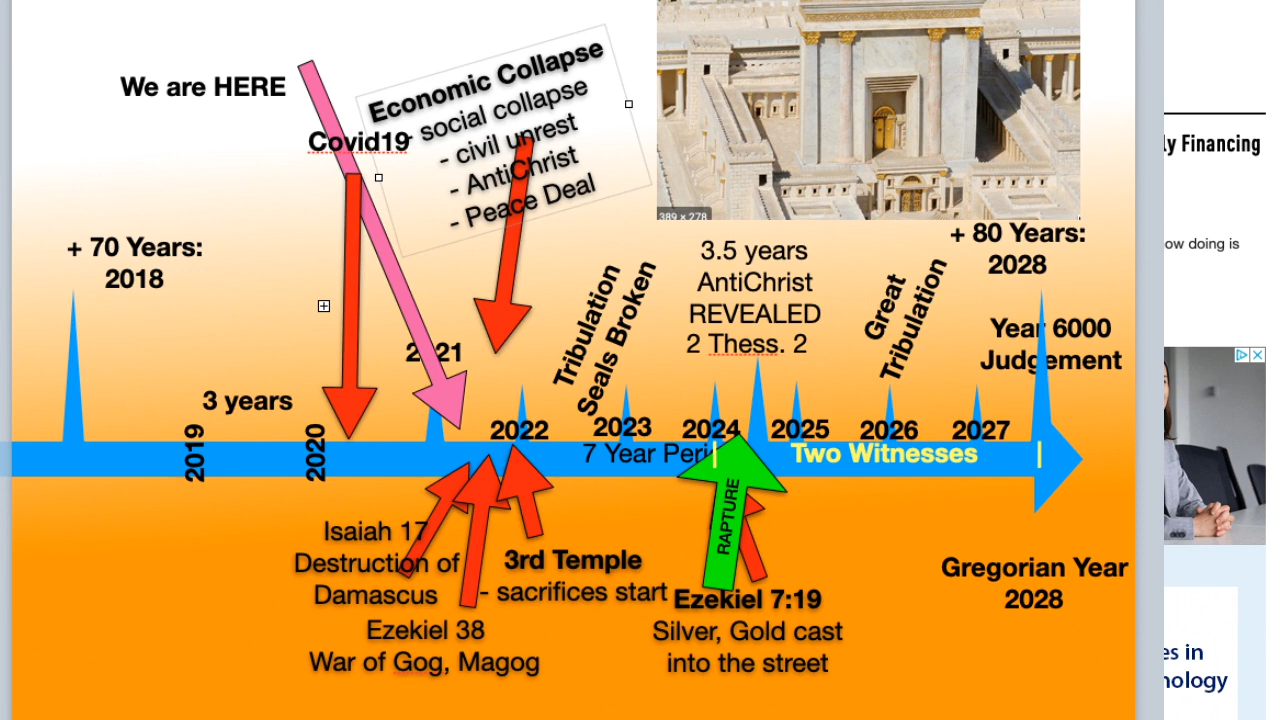 We are HERE
Covid19
Economic Collapse
- social collapse
- civil unrest
- AntiChrist
- Peace Deal
389 × 278
ly Financing
ow doing is
+ 70 Years:
2018
3.5 years
AntiChrist
REVEALED
2 Thess. 2
+ 80 Years:
2028
Tribulation
Seals Broken
Great
Tribulation
Year 6000
Judgement
2021
3 years
2019
2020
2022
2023
2024
2025
2026
2027
7 Year Peri
Two Witnesses
RAPTURE
Isaiah 17
Destruction of
Damascus
3rd Temple
- sacrifices start
Ezekiel 38
War of Gog, Magog
Ezekiel 7:19
Silver, Gold cast
into the street
Gregorian Year
2028
es in
nology